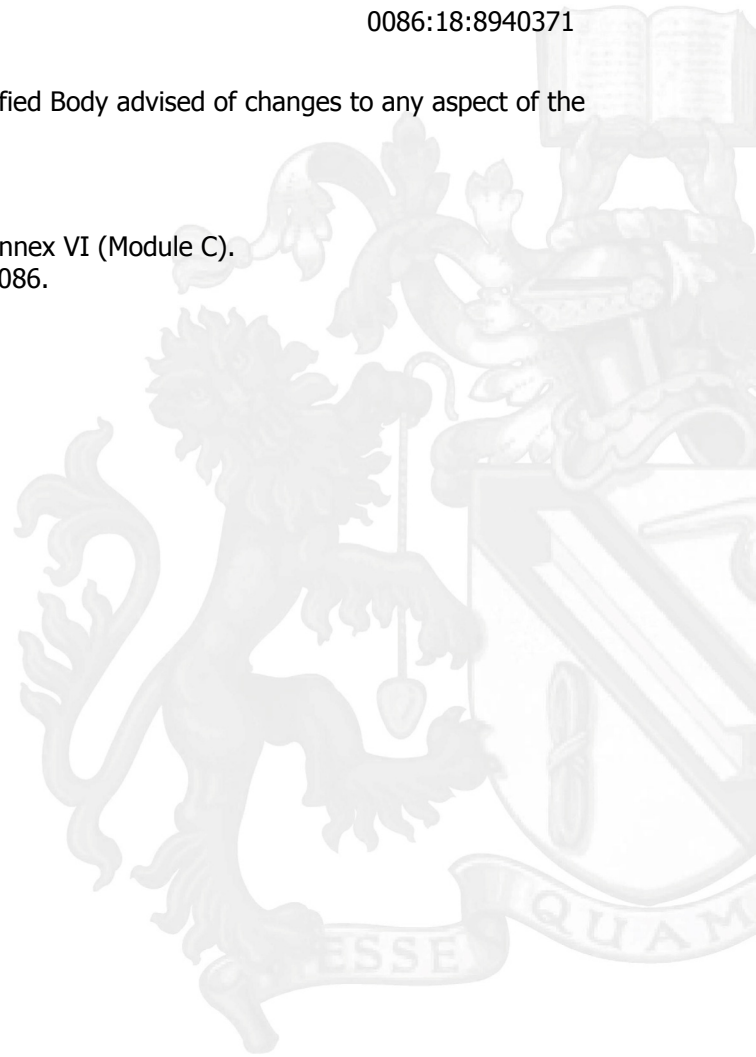 0086:18:8940371
fied Body advised of changes to any aspect of the
nnex VI (Module C).
086.
ESSE
QUAM